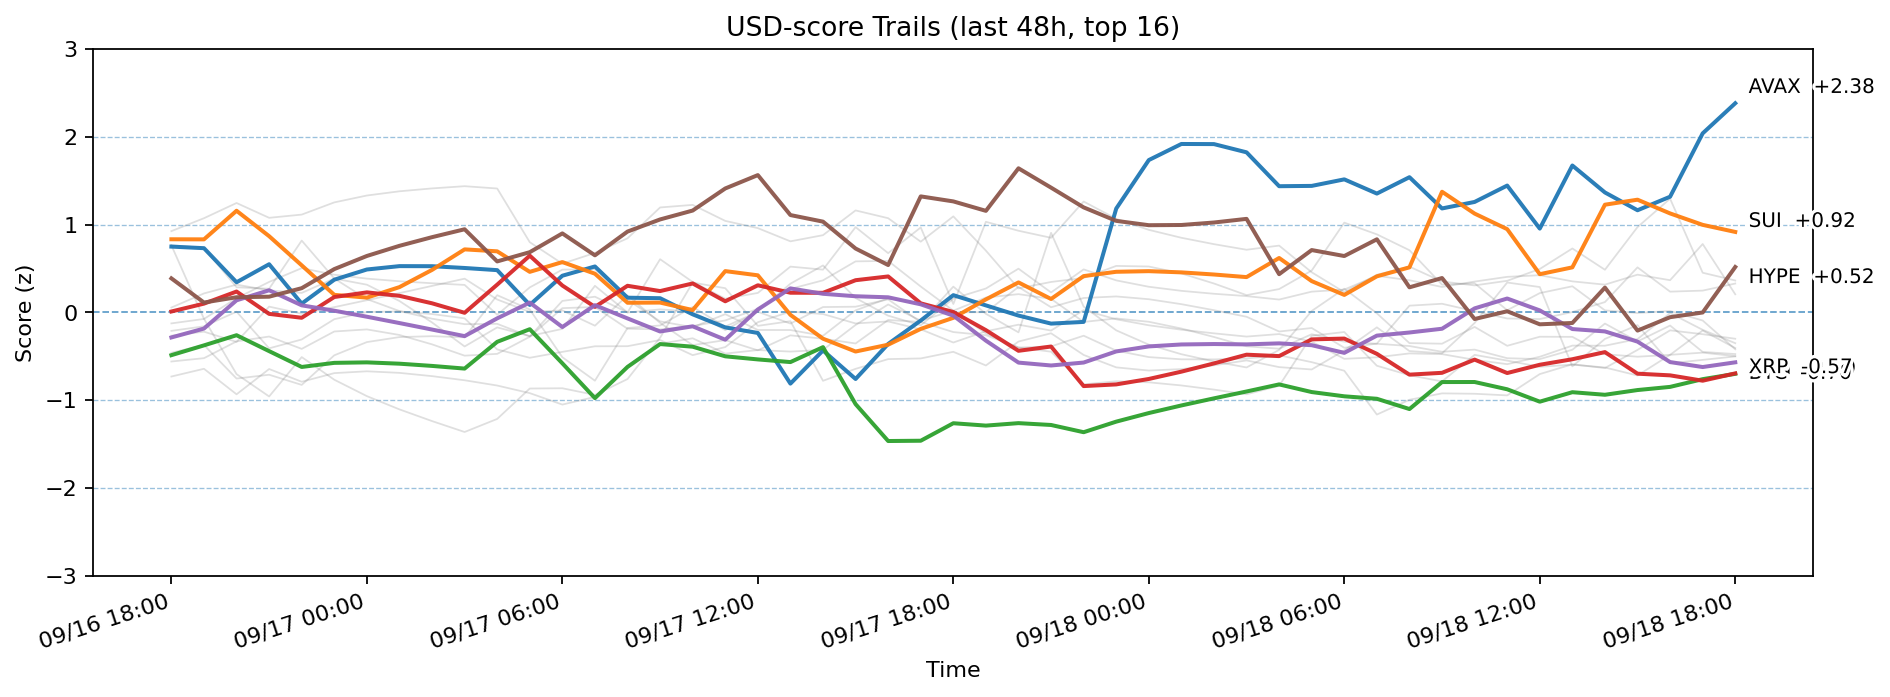 USD-score Trails (last 48h, top 16)
3
2
1
0
−1
−2
−3
Score (z)
AVAX +2.38
SUI +0.92
HYPE +0.52
XRP -0.57
09/16 18:00
09/17 00:00
09/17 06:00
09/17 12:00
09/17 18:00
09/18 00:00
09/18 06:00
09/18 12:00
09/18 18:00
Time